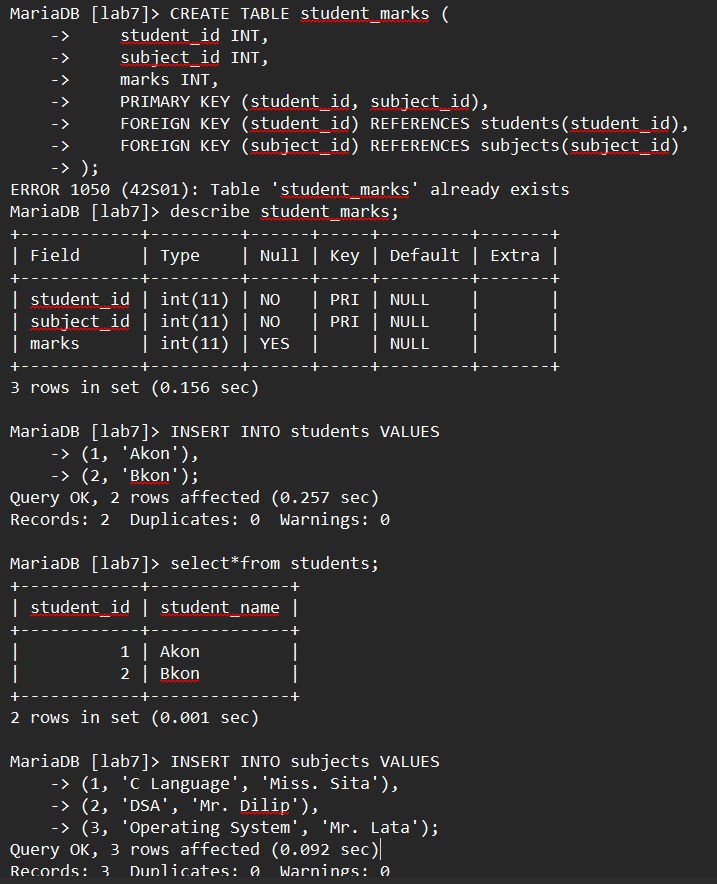 MariaDB [lab7]> CREATE TABLE student_marks (
    ->     student_id INT,
    ->     subject_id INT,
    ->     marks INT,
    ->     PRIMARY KEY (student_id, subject_id),
    ->     FOREIGN KEY (student_id) REFERENCES students(student_id),
    ->     FOREIGN KEY (subject_id) REFERENCES subjects(subject_id)
    -> );
ERROR 1050 (42S01): Table 'student_marks' already exists
MariaDB [lab7]> describe student_marks;
+------------+---------+------+-----+---------+-------+
| Field      | Type    | Null | Key | Default | Extra |
+------------+---------+------+-----+---------+-------+
| student_id | int(11) | NO   | PRI | NULL    |       |
| subject_id | int(11) | NO   | PRI | NULL    |       |
| marks      | int(11) | YES  |     | NULL    |       |
+------------+---------+------+-----+---------+-------+
3 rows in set (0.156 sec)

MariaDB [lab7]> INSERT INTO students VALUES
    -> (1, 'Akon'),
    -> (2, 'Bkon');
Query OK, 2 rows affected (0.257 sec)
Records: 2  Duplicates: 0  Warnings: 0

MariaDB [lab7]> select*from students;
+------------+--------------+
| student_id | student_name |
+------------+--------------+
|          1 | Akon         |
|          2 | Bkon         |
+------------+--------------+
2 rows in set (0.001 sec)

MariaDB [lab7]> INSERT INTO subjects VALUES
    -> (1, 'C Language', 'Miss. Sita'),
    -> (2, 'DSA', 'Mr. Dilip'),
    -> (3, 'Operating System', 'Mr. Lata');
Query OK, 3 rows affected (0.092 sec)
Records: 3  Duplicates: 0  Warnings: 0